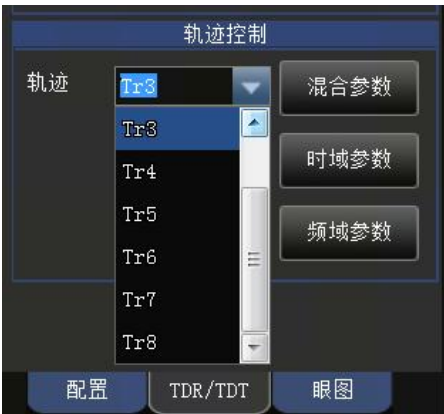 轨迹控制
轨迹 Tr3 混合参数
Tr3
Tr4 时域参数
Tr5 频域参数
Tr6
Tr7
Tr8
配置 TDR/TDT 眼图